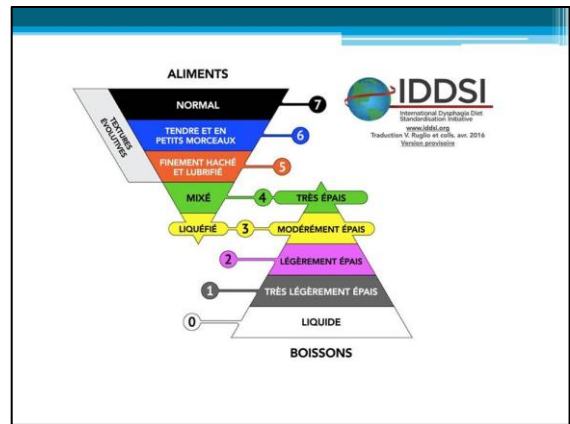 ALIMENTS
NORMAL
7
TEXTURES
ÉVOLUTIVES
TENDRE ET EN
PETITS MORCEAUX
6
FINEMENT HACHÉ
ET LUBRIFIÉ
5
MIXÉ
4
TRÈS ÉPAIS
LIQUÉFIÉ
3
MODÉRÉMENT ÉPAIS
2
LÉGÈREMENT ÉPAIS
1
TRÈS LÉGÈREMENT ÉPAIS
0
LIQUIDE
BOISSONS
IDDSI
International Dysphagia Diet
Standardisation Initiative
www.iddsi.org
Traduction V. Ruglio et colls. avr. 2016
Version provisoire